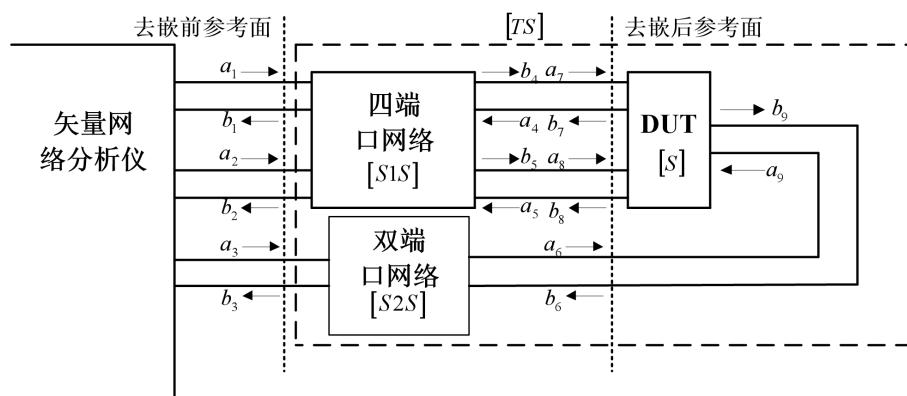 去嵌前参考面
[TS]
去嵌后参考面
矢量网
络分析仪
a1
b1
a2
b2
a3
b3
四端
口网络
[S1S]
双端
口网络
[S2S]
b4 a7
a4 b7
b5 a8
a5 b8
a6
b6
DUT
[S]
b9
a9